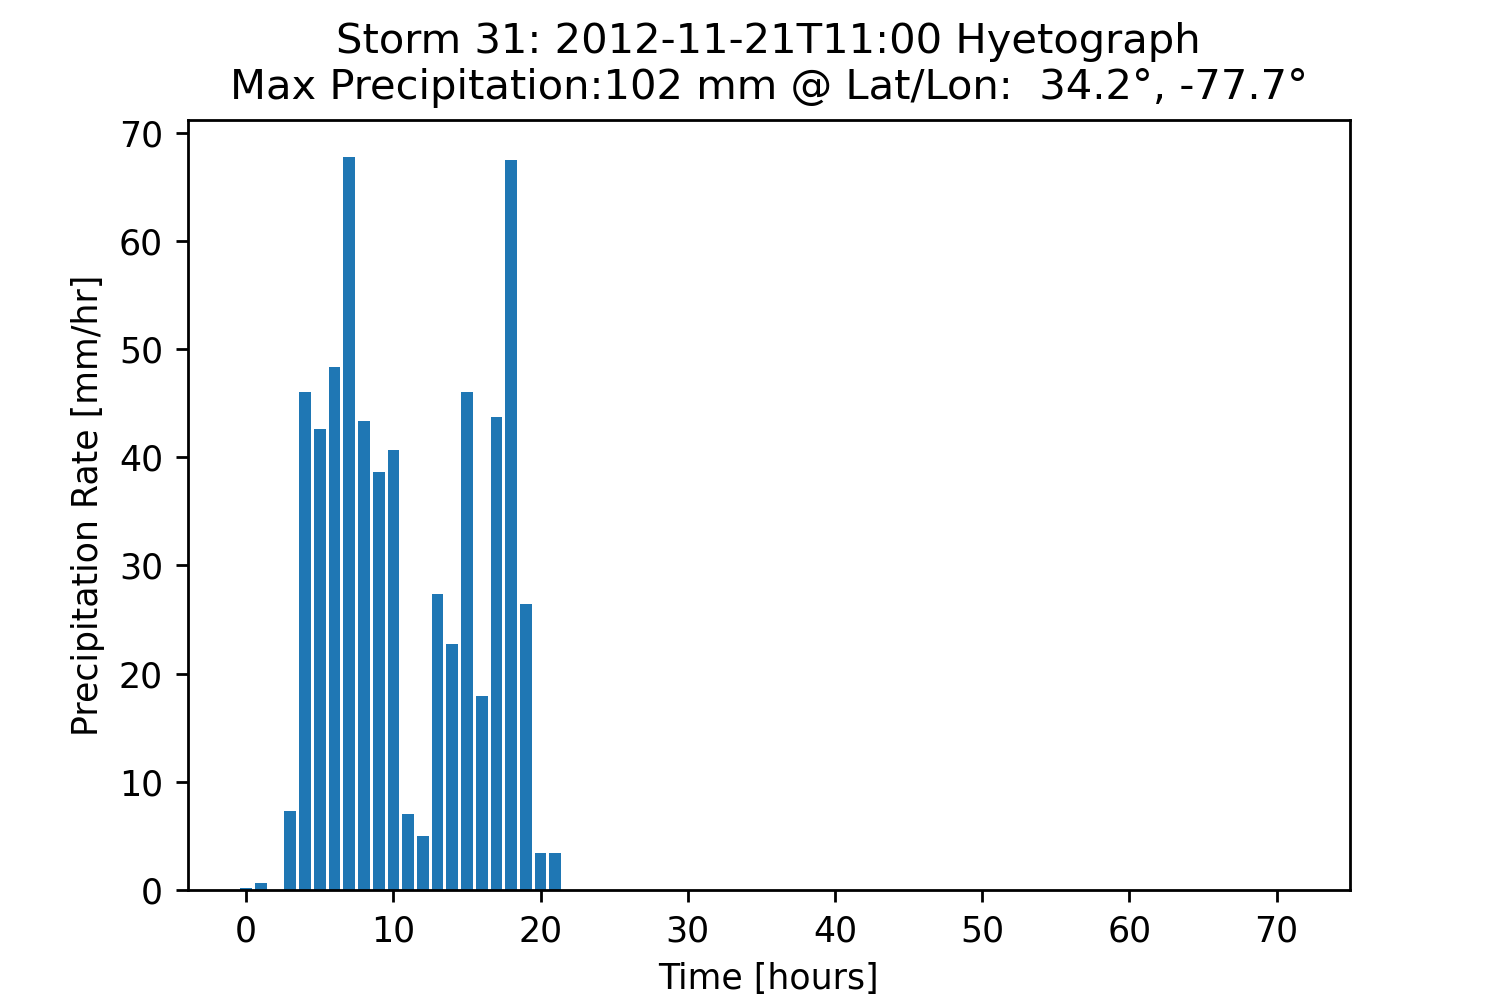 Storm 31: 2012-11-21T11:00 Hyetograph
Max Precipitation:102 mm @ Lat/Lon:  34.2°, -77.7°
70
60
50
40
30
20
10
0
Precipitation Rate [mm/hr]
0 10 20 30 40 50 60 70
Time [hours]